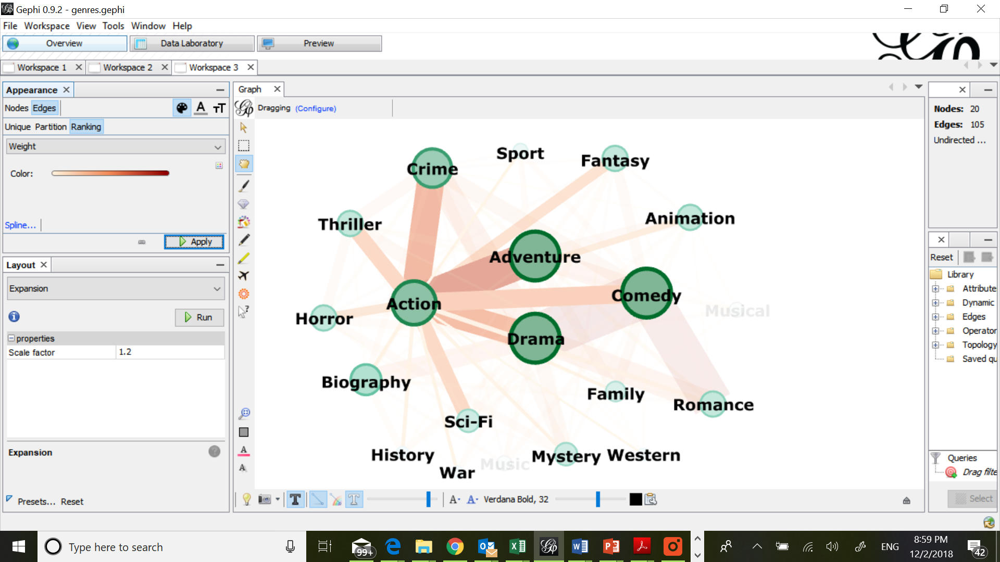 Gephi 0.9.2 - genres.gephi
File Workspace View Tools Window Help
Overview
Data Laboratory
Preview
Workspace 1
Workspace 2
Workspace 3
Appearance
Nodes Edges
Unique Partition Ranking
Weight
Color:
Spline...
Apply
Layout
Expansion
Run
properties
Scale factor 1.2
Expansion
Presets... Reset
Graph
Dragging (Configure)
Crime
Sport
Fantasy
Thriller
Animation
Adventure
Comedy
Action
Musical
Horror
Drama
Biography
Family
Romance
Sci-Fi
History
Music
Mystery
Western
War
Verdana Bold, 32
Nodes: 20
Edges: 105
Undirected ...
Reset
Library
Attribute
Dynamic
Edges
Operator
Topology
Saved qu
Queries
Drag filte
Select
Type here to search
99+
ENG
8:59 PM
12/2/2018
42